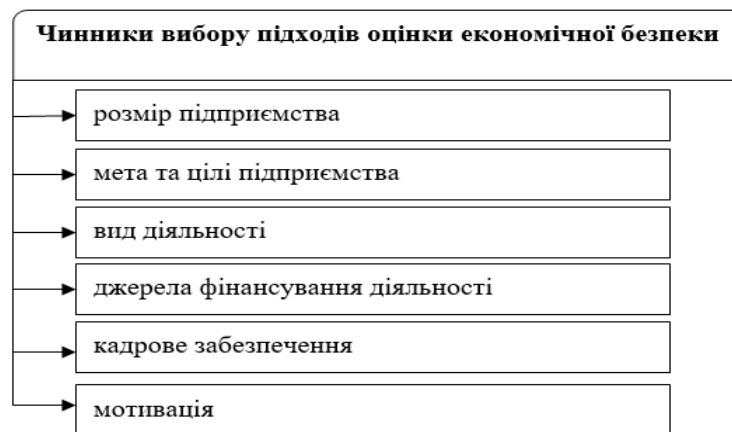 Чинники вибору підходів оцінки економічної безпеки
розмір підприємства
мета та цілі підприємства
вид діяльності
джерела фінансування діяльності
кадрове забезпечення
мотивація